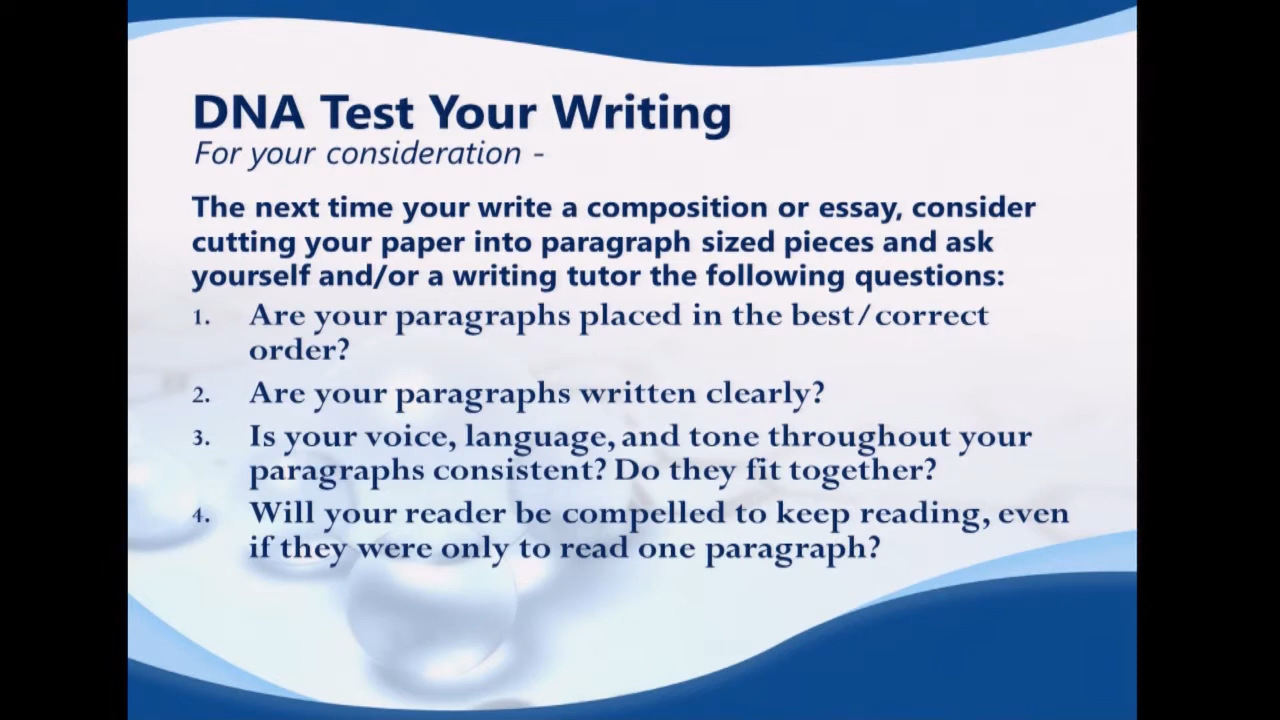 DNA Test Your Writing
For your consideration -
The next time your write a composition or essay, consider
cutting your paper into paragraph sized pieces and ask
yourself and/or a writing tutor the following questions:
1. Are your paragraphs placed in the best/correct
order?
2. Are your paragraphs written clearly?
3. Is your voice, language, and tone throughout your
paragraphs consistent? Do they fit together?
4. Will your reader be compelled to keep reading, even
if they were only to read one paragraph?